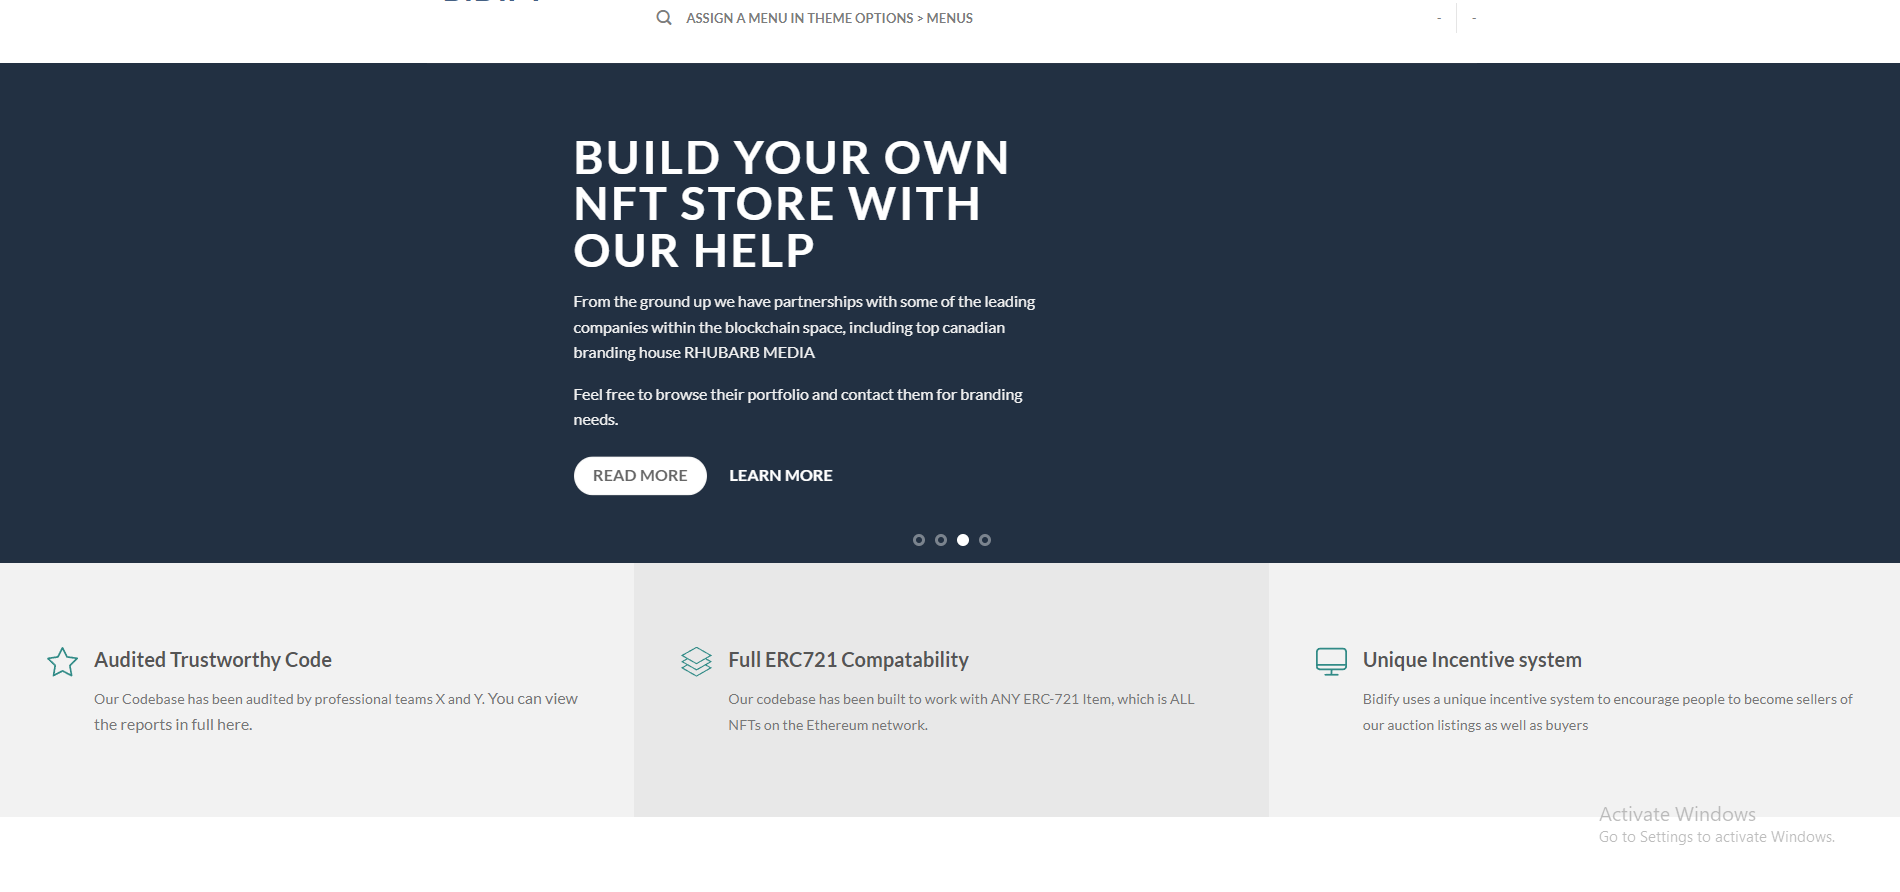 ASSIGN A MENU IN THEME OPTIONS > MENUS
- -
BUILD YOUR OWN
NFT STORE WITH
OUR HELP
From the ground up we have partnerships with some of the leading
companies within the blockchain space, including top canadian
branding house RHUBARB MEDIA
Feel free to browse their portfolio and contact them for branding
needs.
READ MORE LEARN MORE
Audited Trustworthy Code
Our Codebase has been audited by professional teams X and Y. You can view
the reports in full here.
Full ERC721 Compatability
Our codebase has been built to work with ANY ERC-721 Item, which is ALL
NFTs on the Ethereum network.
Unique Incentive system
Bidify uses a unique incentive system to encourage people to become sellers of
our auction listings as well as buyers
Activate Windows
Go to Settings to activate Windows.